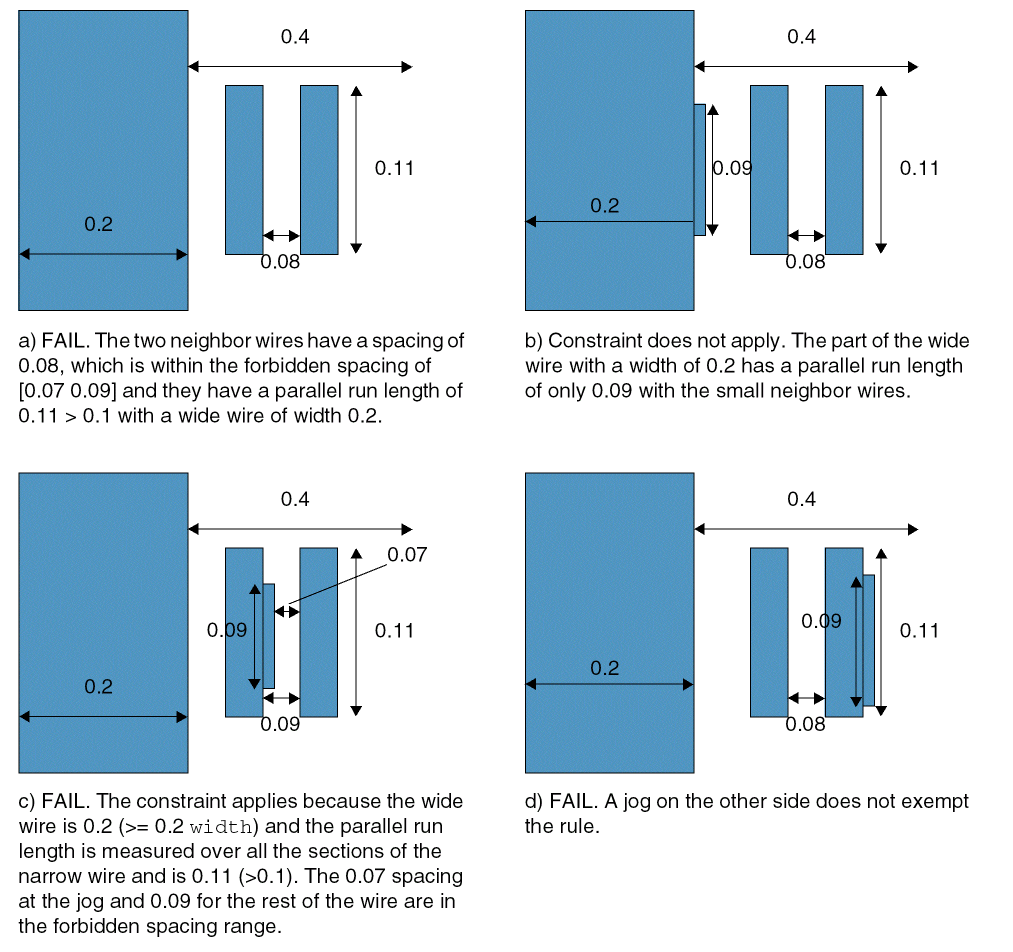 0.4
0.11
0.2
0.08
a) FAIL. The two neighbor wires have a spacing of
0.08, which is within the forbidden spacing of
[0.07 0.09] and they have a parallel run length of
0.11 > 0.1 with a wide wire of width 0.2.
0.4
0.09
0.11
0.2
0.08
b) Constraint does not apply. The part of the wide
wire with a width of 0.2 has a parallel run length
of only 0.09 with the small neighbor wires.
0.4
0.07
0.09
0.11
0.2
0.09
c) FAIL. The constraint applies because the wide
wire is 0.2 (>= 0.2 width) and the parallel run
length is measured over all the sections of the
narrow wire and is 0.11 (>0.1). The 0.07 spacing
at the jog and 0.09 for the rest of the wire are in
the forbidden spacing range.
0.4
0.09
0.11
0.2
0.08
d) FAIL. A jog on the other side does not exempt
the rule.